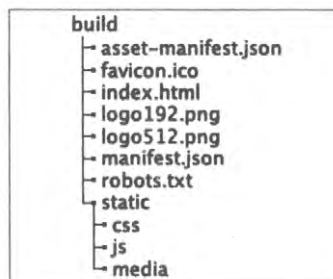 build
asset-manifest.json
favicon.ico
index.html
logo192.png
logo512.png
manifest.json
robots.txt
static
css
js
media